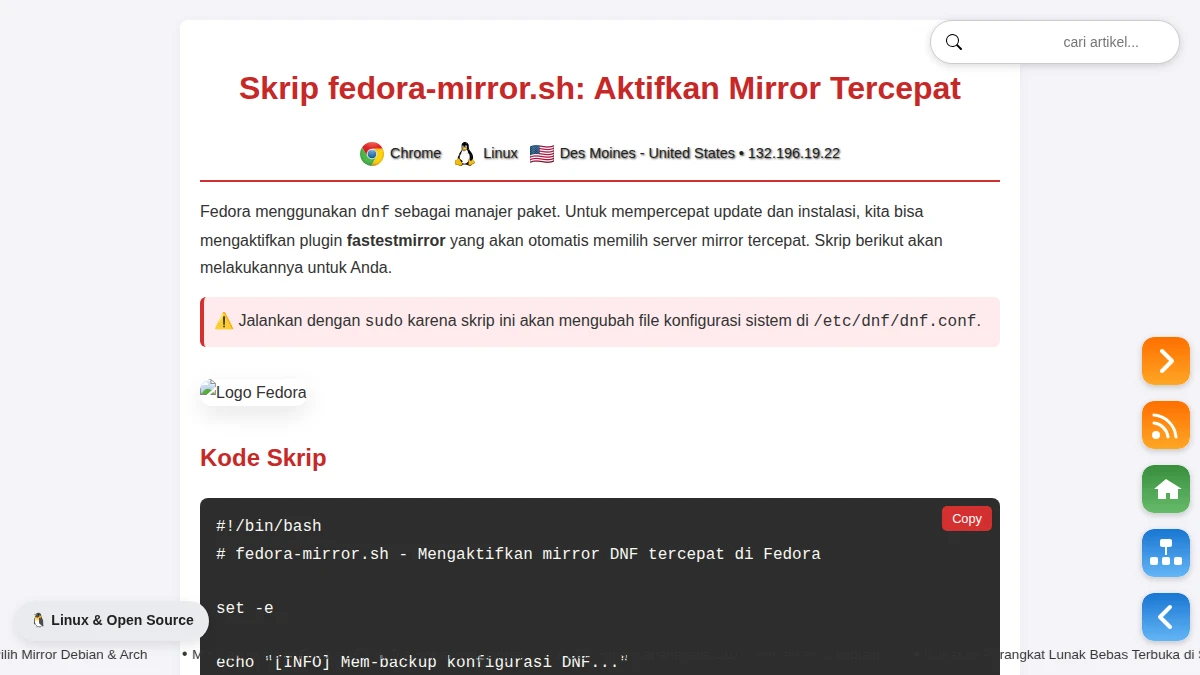 cari artikel...
Skrip fedora-mirror.sh: Aktifkan Mirror Tercepat
Chrome Linux Des Moines - United States • 132.196.19.22
Fedora menggunakan dnf sebagai manajer paket. Untuk mempercepat update dan instalasi, kita bisa
mengaktifkan plugin fastestmirror yang akan otomatis memilih server mirror tercepat. Skrip berikut akan
melakukannya untuk Anda.
⚠️ Jalankan dengan sudo karena skrip ini akan mengubah file konfigurasi sistem di /etc/dnf/dnf.conf.
Logo Fedora
Kode Skrip
Copy
#!/bin/bash
# fedora-mirror.sh - Mengaktifkan mirror DNF tercepat di Fedora
set -e
🐧 Linux & Open Source
echo "[INFO] Mem-backup konfigurasi DNF..."
ilih Mirror Debian & Arch • M rangkat Lunak Bebas Terbuka di S